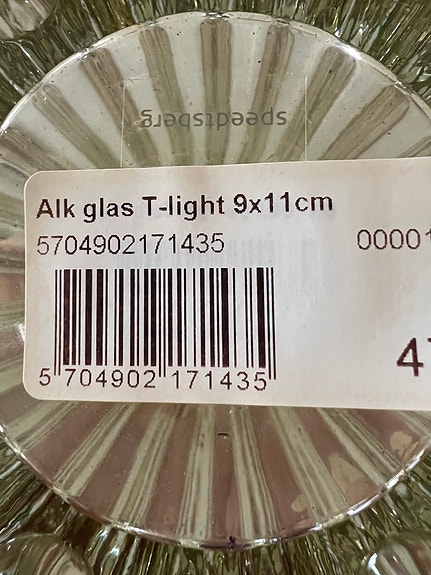 speedtsberg
Alk glas T-light 9x11cm
5704902171435
00001
5 704902 171435